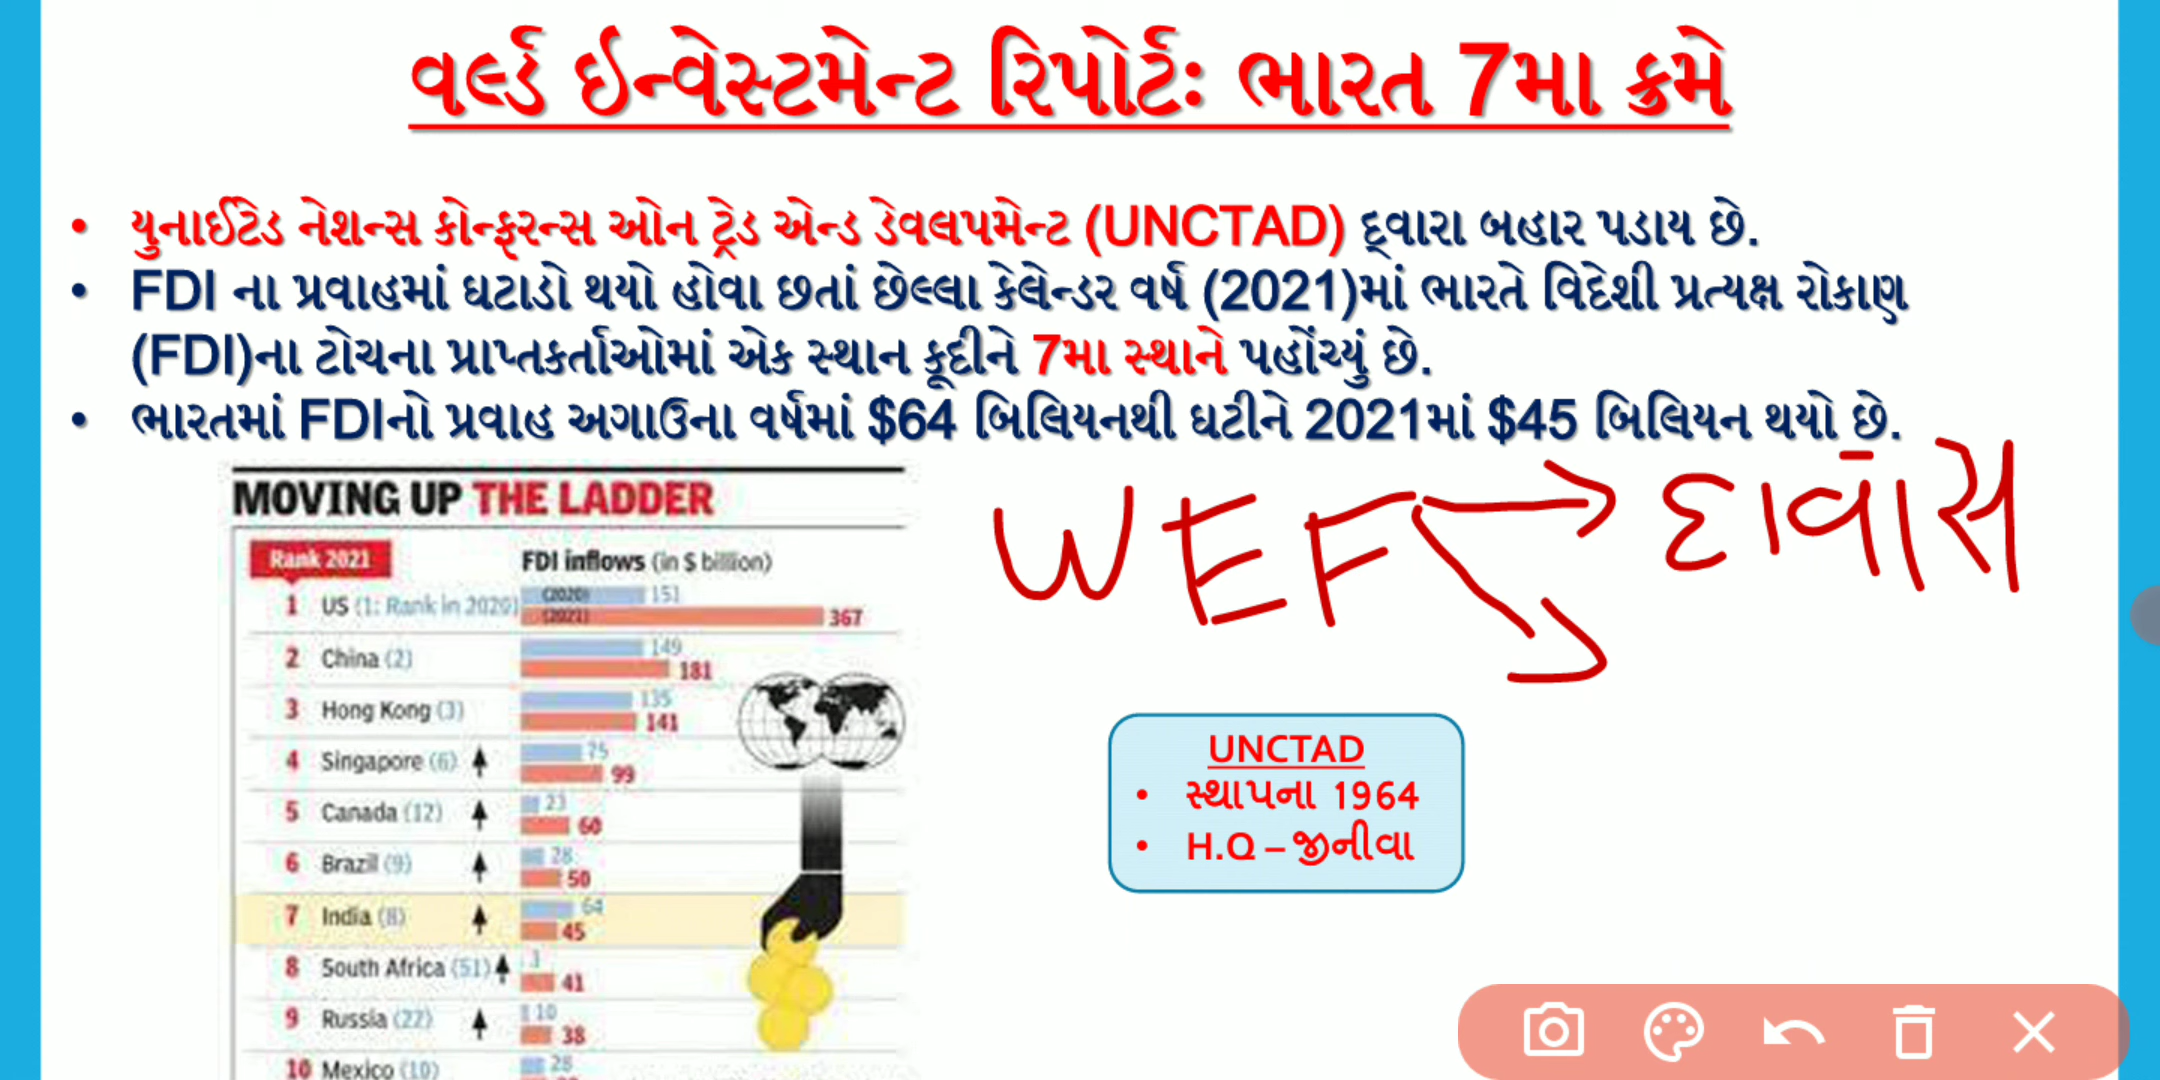 વર્લ્ડ ઇન્વેસ્ટમેન્ટ રિપોર્ટઃ ભારત 7મા ક્રમે
• યુનાઈટેડ નેશન્સ કોન્ફરન્સ ઓન ટ્રેડ એન્ડ ડેવલપમેન્ટ (UNCTAD) દ્વારા બહાર પડાય છે.
• FDI ના પ્રવાહમાં ઘટાડો થયો હોવા છતાં છેલ્લા કેલેન્ડર વર્ષ (2021)માં ભારતે વિદેશી પ્રત્યક્ષ રોકાણ
(FDI)ના ટોચના પ્રાપ્તકર્તાઓમાં એક સ્થાન કૂદીને 7મા સ્થાને પહોંચ્યું છે.
• ભારતમાં FDIનો પ્રવાહ અગાઉના વર્ષમાં $64 બિલિયનથી ઘટીને 2021માં $45 બિલિયન થયો છે.
MOVING UP THE LADDER
Rank 2021 FDI inflows (in $ billion)
1 US (1: Rank in 2020) (2020) 151
(2021) 367
2 China (2) 149
181
3 Hong Kong (3) 135
141
4 Singapore (6) 75
99
5 Canada (12) 23
60
6 Brazil (9) 28
50
7 India (8) 64
45
8 South Africa (51) 3
41
9 Russia (22) 10
38
10 Mexico (10) 28
WEF
દાવોસ
UNCTAD
• સ્થાપના 1964
• H.Q – જીનીવા